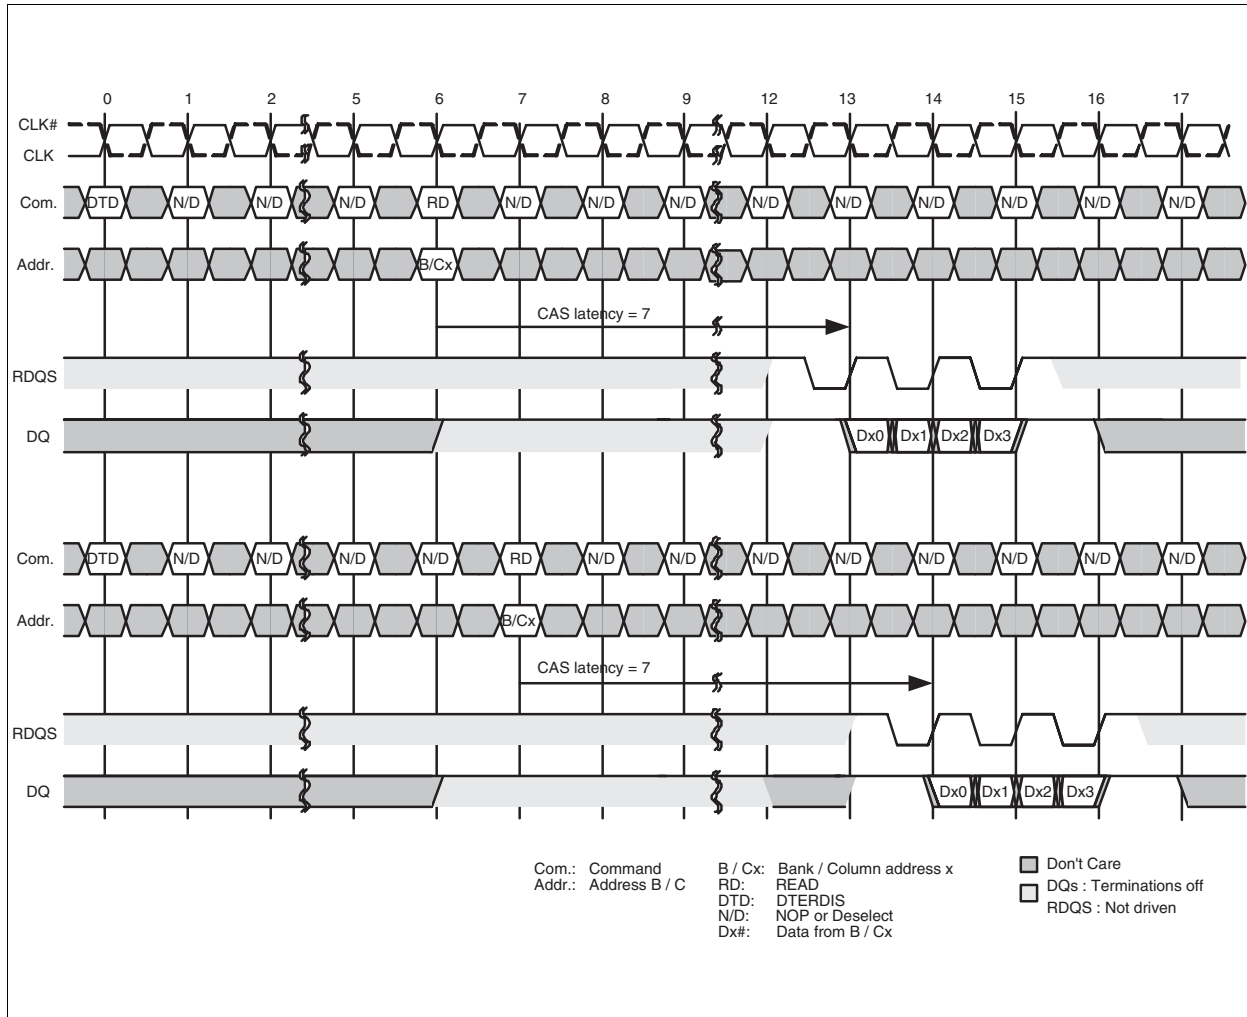 0 1 2 5 6 7 8 9 12 13 14 15 16 17
CLK#
CLK
Com. DTD N/D N/D N/D RD N/D N/D N/D N/D N/D N/D N/D N/D N/D
Addr. B/Cx
CAS latency = 7
RDQS
DQ Dx0 Dx1 Dx2 Dx3
Com. DTD N/D N/D N/D N/D RD N/D N/D N/D N/D N/D N/D N/D N/D
Addr. B/Cx
CAS latency = 7
RDQS
DQ Dx0 Dx1 Dx2 Dx3
Com.: Command
Addr.: Address B / C
B / Cx: Bank / Column address x
RD: READ
DTD: DTERDIS
N/D: NOP or Deselect
Dx#: Data from B / Cx
Don't Care
DQs : Terminations off
RDQS : Not driven